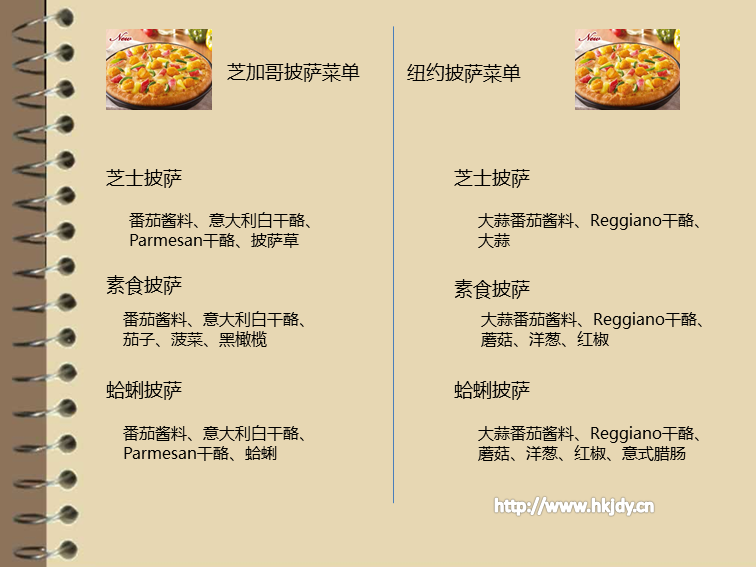 New
芝加哥披萨菜单
芝士披萨
番茄酱料、意大利白干酪、
Parmesan干酪、披萨草
素食披萨
番茄酱料、意大利白干酪、
茄子、菠菜、黑橄榄
蛤蜊披萨
番茄酱料、意大利白干酪、
Parmesan干酪、蛤蜊
纽约披萨菜单
New
芝士披萨
大蒜番茄酱料、Reggiano干酪、
大蒜
素食披萨
大蒜番茄酱料、Reggiano干酪、
蘑菇、洋葱、红椒
蛤蜊披萨
大蒜番茄酱料、Reggiano干酪、
蘑菇、洋葱、红椒、意式腊肠
http://www.hkjdy.cn